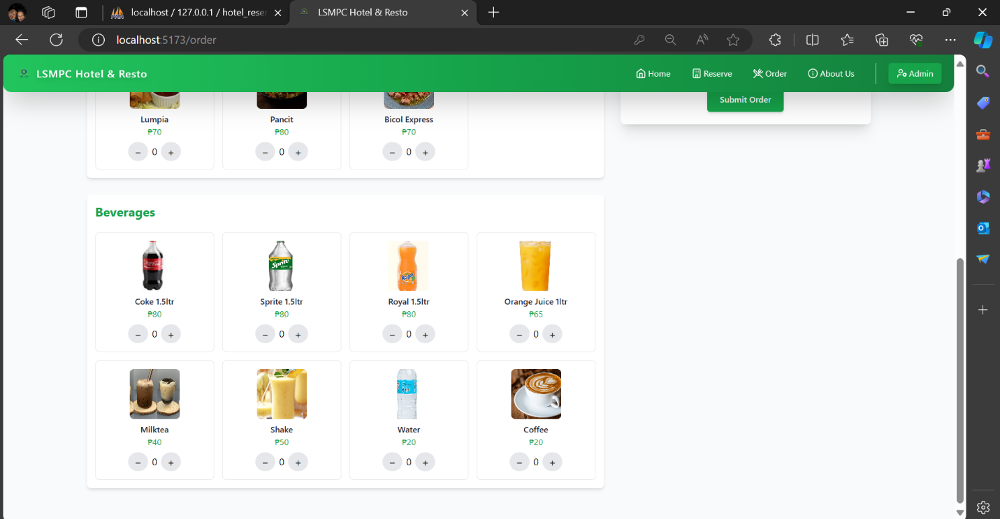 localhost / 127.0.0.1 / hotel_reser
LSMPC Hotel & Resto
localhost:5173/order
LSMPC Hotel & Resto
Home
Reserve
Order
About Us
Admin
Submit Order
Lumpia
Pancit
Bicol Express
₱70
₱80
₱70
– 0 +
– 0 +
– 0 +
Beverages
Coca-Cola
Sprite
Royal
Coke 1.5ltr
Sprite 1.5ltr
Royal 1.5ltr
Orange Juice 1ltr
₱80
₱80
₱80
₱65
– 0 +
– 0 +
– 0 +
– 0 +
Milktea
Shake
Water
Coffee
₱40
₱50
₱20
₱20
– 0 +
– 0 +
– 0 +
– 0 +